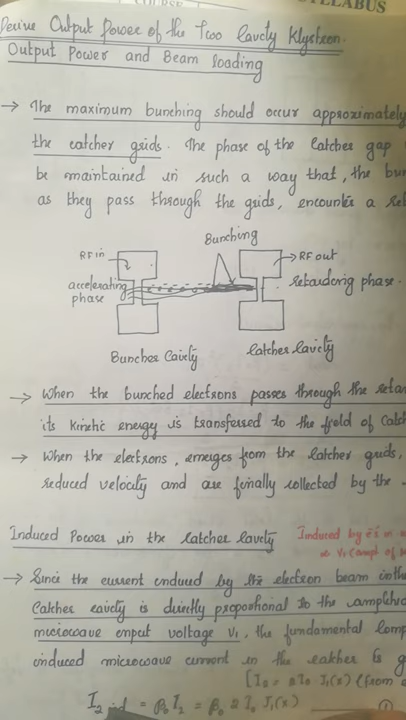 SYLLABUS
Derive Output Power of the Two Cavity Klystron.
Output Power and Beam loading
→ The maximum bunching should occur approximately
the catcher grids. The phase of the catcher gap
be maintained in such a way that, the
as they pass through the grids, encounter a
Bunching
RF in
RF out
accelerating
phase
retarding phase.
Buncher Cavity
Catcher Cavity
→ When the bunched electrons passes through the
its Kinetic energy is transferred to the field of
→ When the electrons, emerges from the catcher grids,
reduced velocity and are finally collected by the
Induced Power in the Catcher Cavity
Induced by
→ Since the current induced by the electron beam in the
Catcher cavity is directly proportional to the
microwave input voltage V₁, the fundamental
induced microwave current in the catcher is
[I₂ = 2I₀ J₁(x) (from
I₂ ind = β₀ I₂ = β₀ 2 I₀ J₁(x)